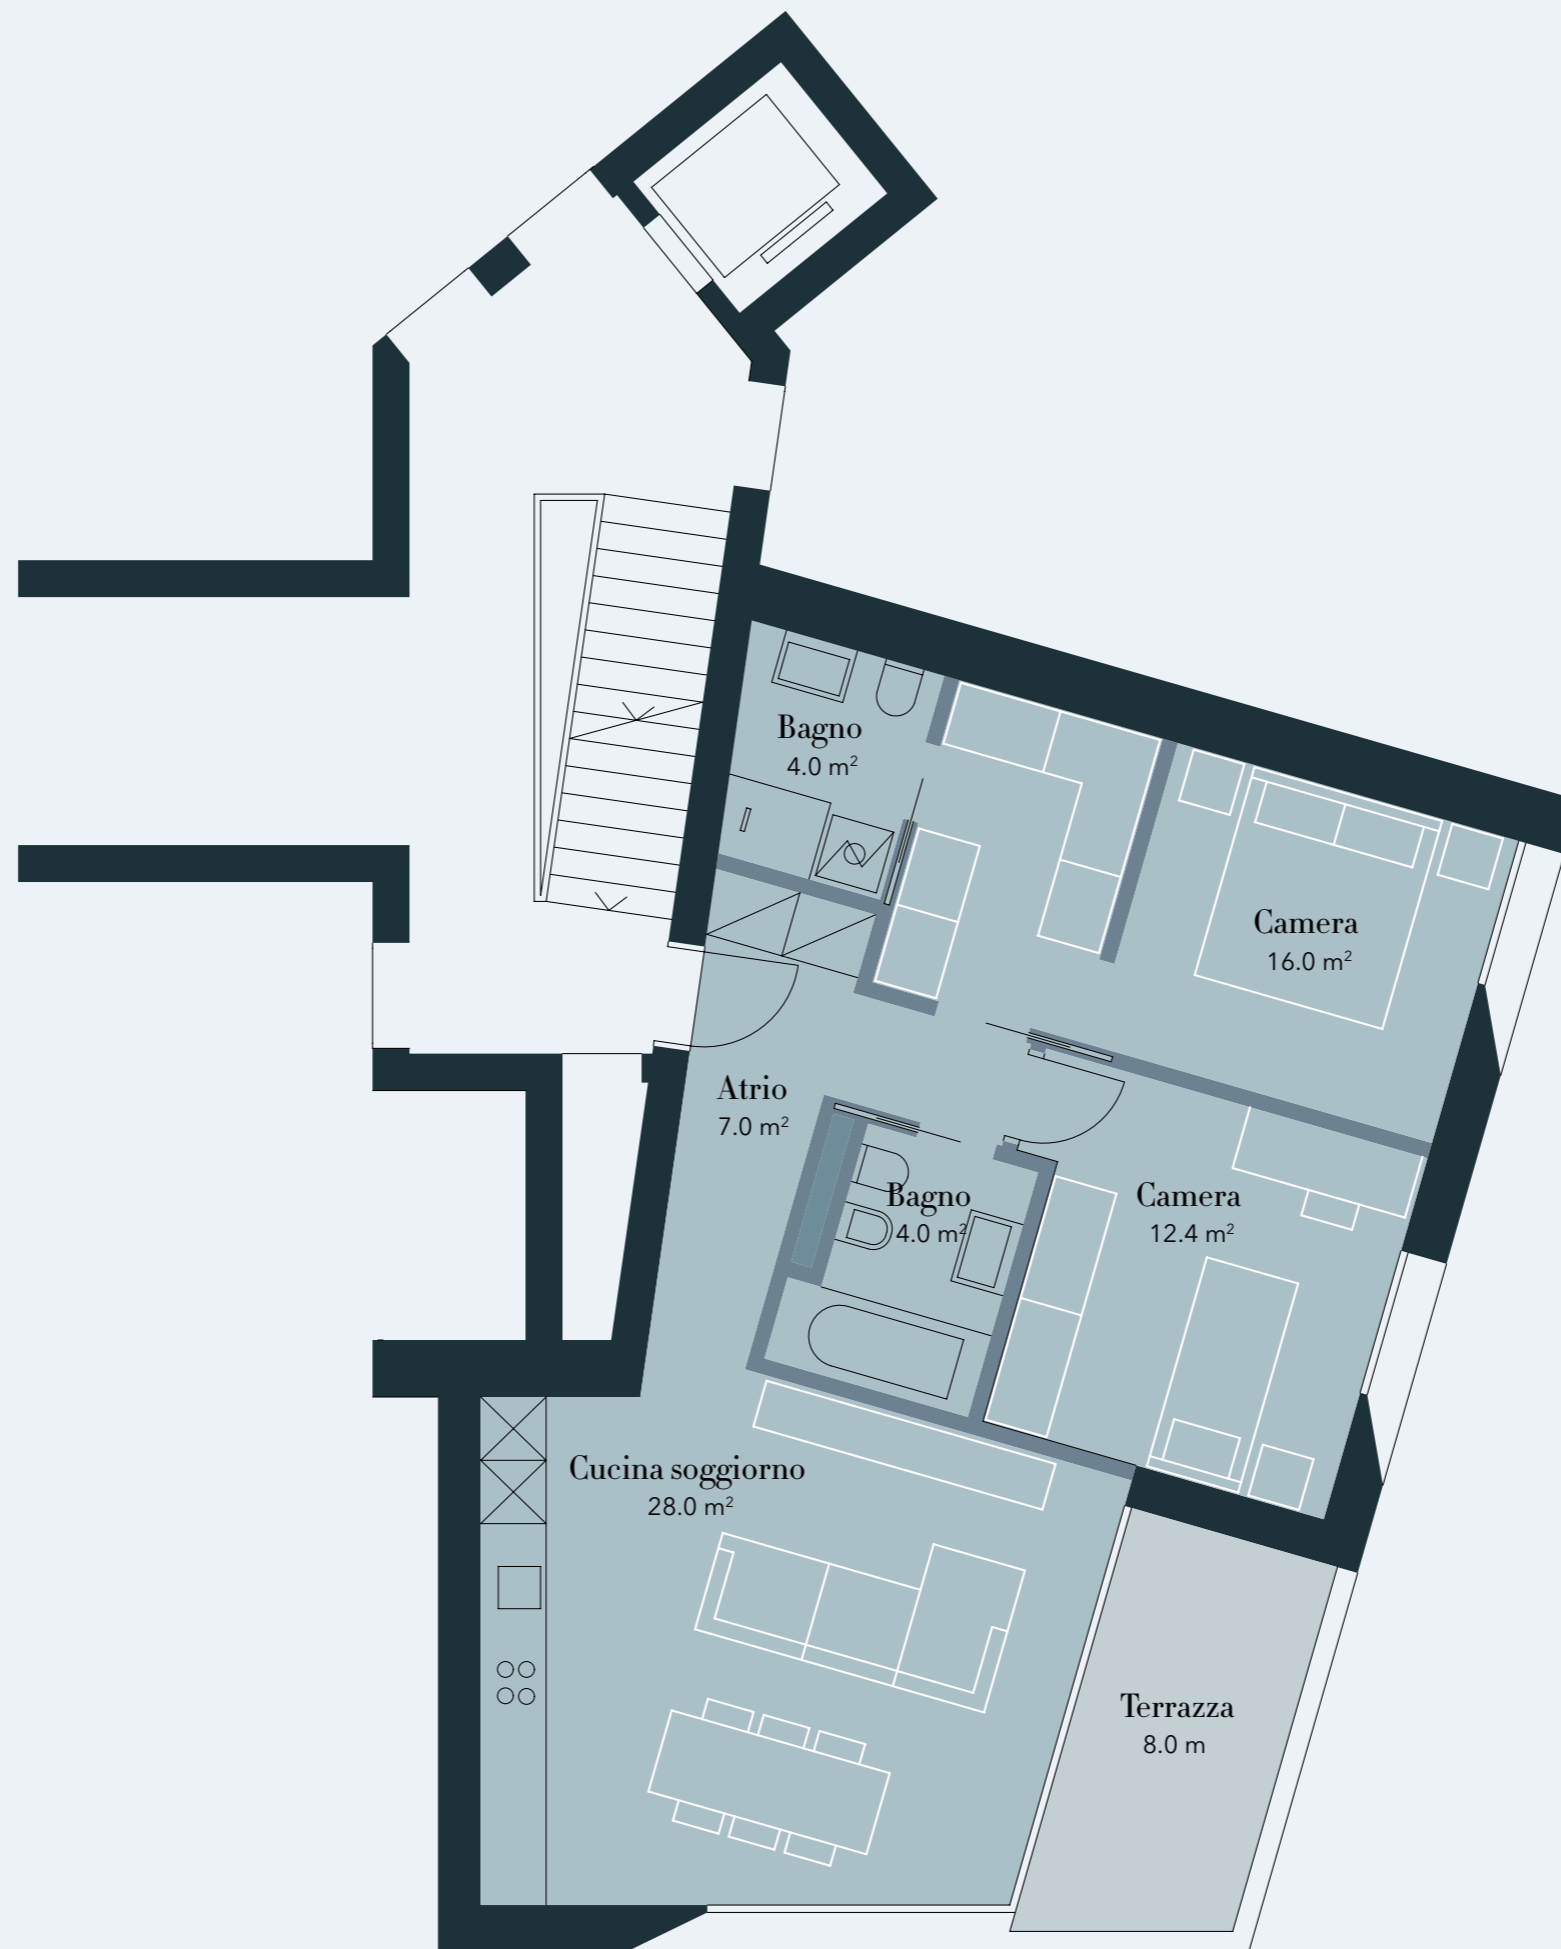 Bagno
4.0 m²
Camera
16.0 m²
Atrio
7.0 m²
Bagno
4.0 m²
Camera
12.4 m²
Cucina soggiorno
28.0 m²
Terrazza
8.0 m